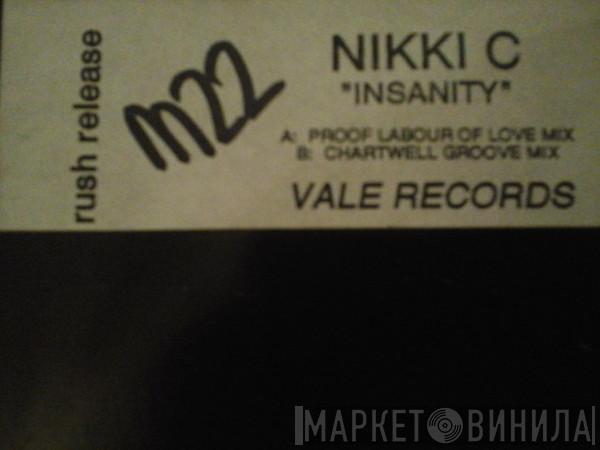 rush release
m22
NIKKI C
"INSANITY"
A: PROOF LABOUR OF LOVE MIX
B: CHARTWELL GROOVE MIX
VALE RECORDS
МАРКЕТ ВИНИЛА